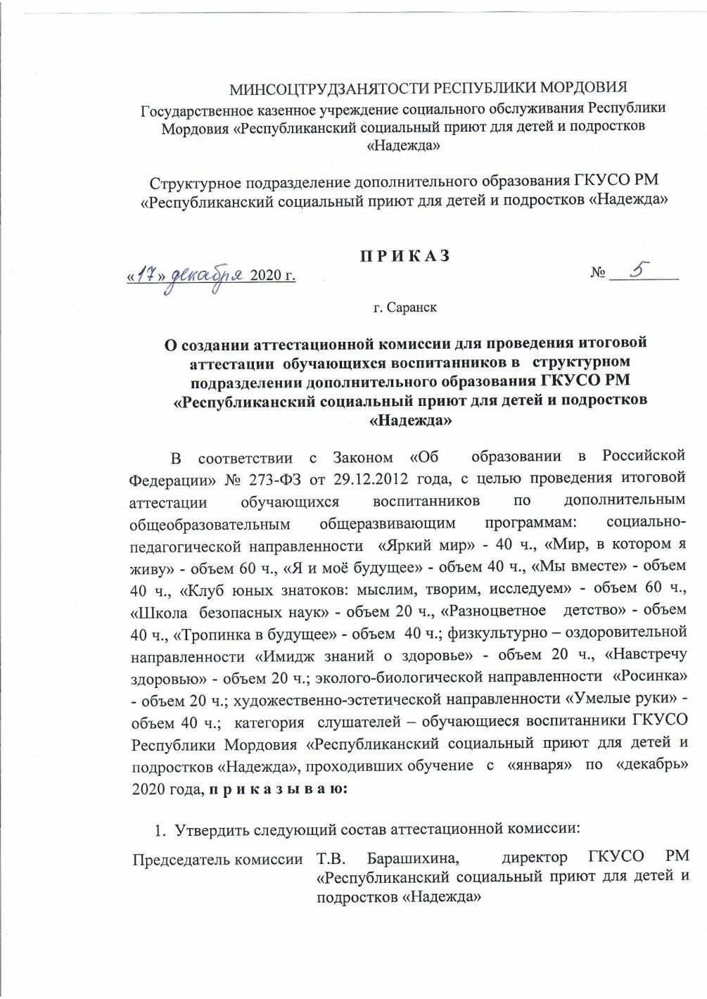 МИНСОЦТРУДЗАНЯТОСТИ РЕСПУБЛИКИ МОРДОВИЯ
Государственное казенное учреждение социального обслуживания Республики
Мордовия «Республиканский социальный приют для детей и подростков
«Надежда»
Структурное подразделение дополнительного образования ГКУСО РМ
«Республиканский социальный приют для детей и подростков «Надежда»
П Р И К А З
«17» декабря 2020 г. № 5
г. Саранск
О создании аттестационной комиссии для проведения итоговой
аттестации обучающихся воспитанников в структурном
подразделении дополнительного образования ГКУСО РМ
«Республиканский социальный приют для детей и подростков
«Надежда»
В соответствии с Законом «Об образовании в Российской
Федерации» № 273-ФЗ от 29.12.2012 года, с целью проведения итоговой
аттестации обучающихся воспитанников по дополнительным
общеобразовательным общеразвивающим программам: социально-
педагогической направленности «Яркий мир» - 40 ч., «Мир, в котором я
живу» - объем 60 ч., «Я и моё будущее» - объем 40 ч., «Мы вместе» - объем
40 ч., «Клуб юных знатоков: мыслим, творим, исследуем» - объем 60 ч.,
«Школа безопасных наук» - объем 20 ч., «Разноцветное детство» - объем
40 ч., «Тропинка в будущее» - объем 40 ч.; физкультурно – оздоровительной
направленности «Имидж знаний о здоровье» - объем 20 ч., «Навстречу
здоровью» - объем 20 ч.; эколого-биологической направленности «Росинка»
- объем 20 ч.; художественно-эстетической направленности «Умелые руки» -
объем 40 ч.; категория слушателей – обучающиеся воспитанники ГКУСО
Республики Мордовия «Республиканский социальный приют для детей и
подростков «Надежда», проходивших обучение с «января» по «декабрь»
2020 года, п р и к а з ы в а ю:
1. Утвердить следующий состав аттестационной комиссии:
Председатель комиссии Т.В. Барашихина, директор ГКУСО РМ
«Республиканский социальный приют для детей и
подростков «Надежда»